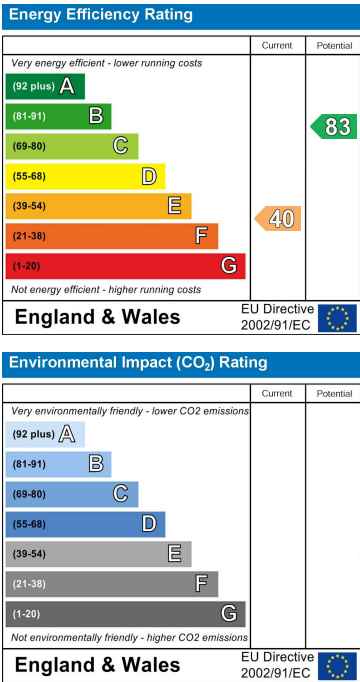 Energy Efficiency Rating
Current Potential
Very energy efficient - lower running costs
(92 plus) A
(81-91) B
83
(69-80) C
(55-68) D
(39-54) E
40
(21-38) F
(1-20) G
Not energy efficient - higher running costs
England & Wales
EU Directive
2002/91/EC
Environmental Impact (CO₂) Rating
Current Potential
Very environmentally friendly - lower CO2 emissions
(92 plus) A
(81-91) B
(69-80) C
(55-68) D
(39-54) E
(21-38) F
(1-20) G
Not environmentally friendly - higher CO2 emissions
England & Wales
EU Directive
2002/91/EC